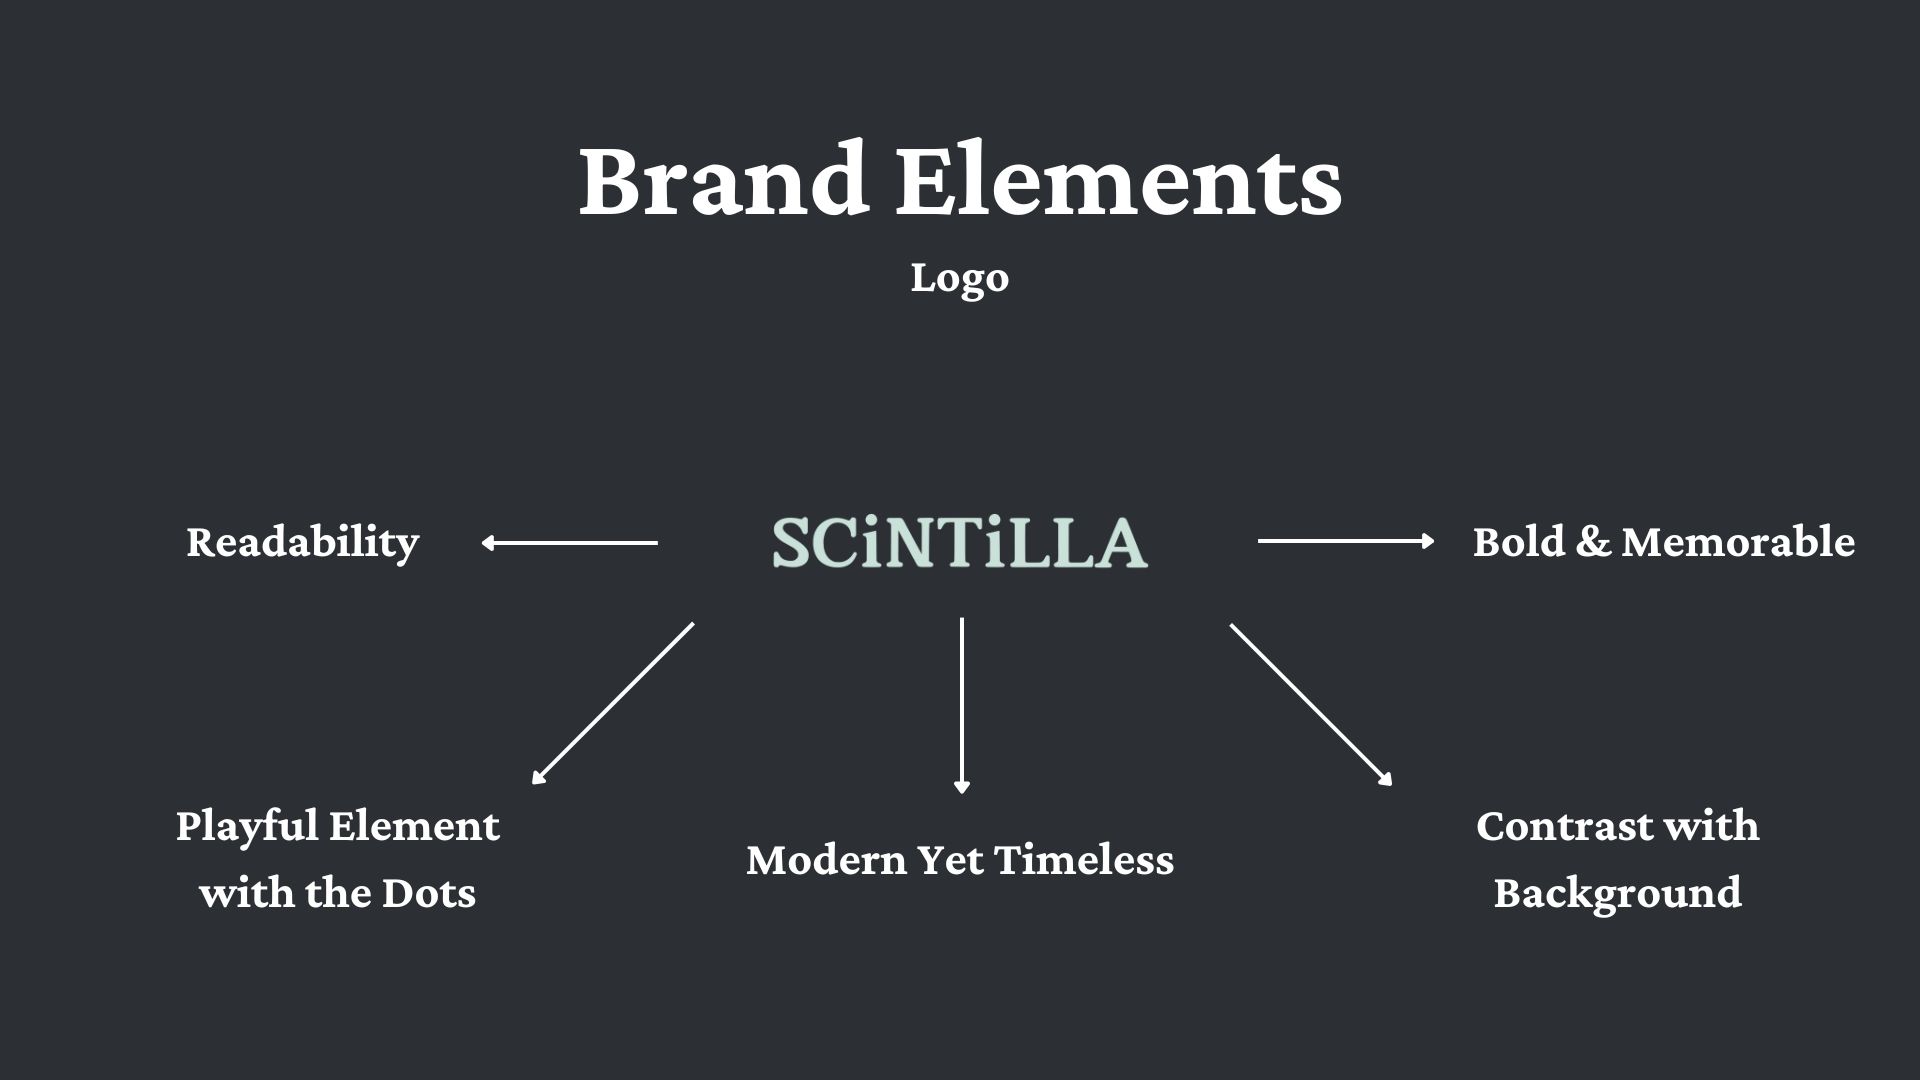 Brand Elements
Logo
Readability
SCiNTiLLA
Bold & Memorable
Playful Element
with the Dots
Modern Yet Timeless
Contrast with
Background